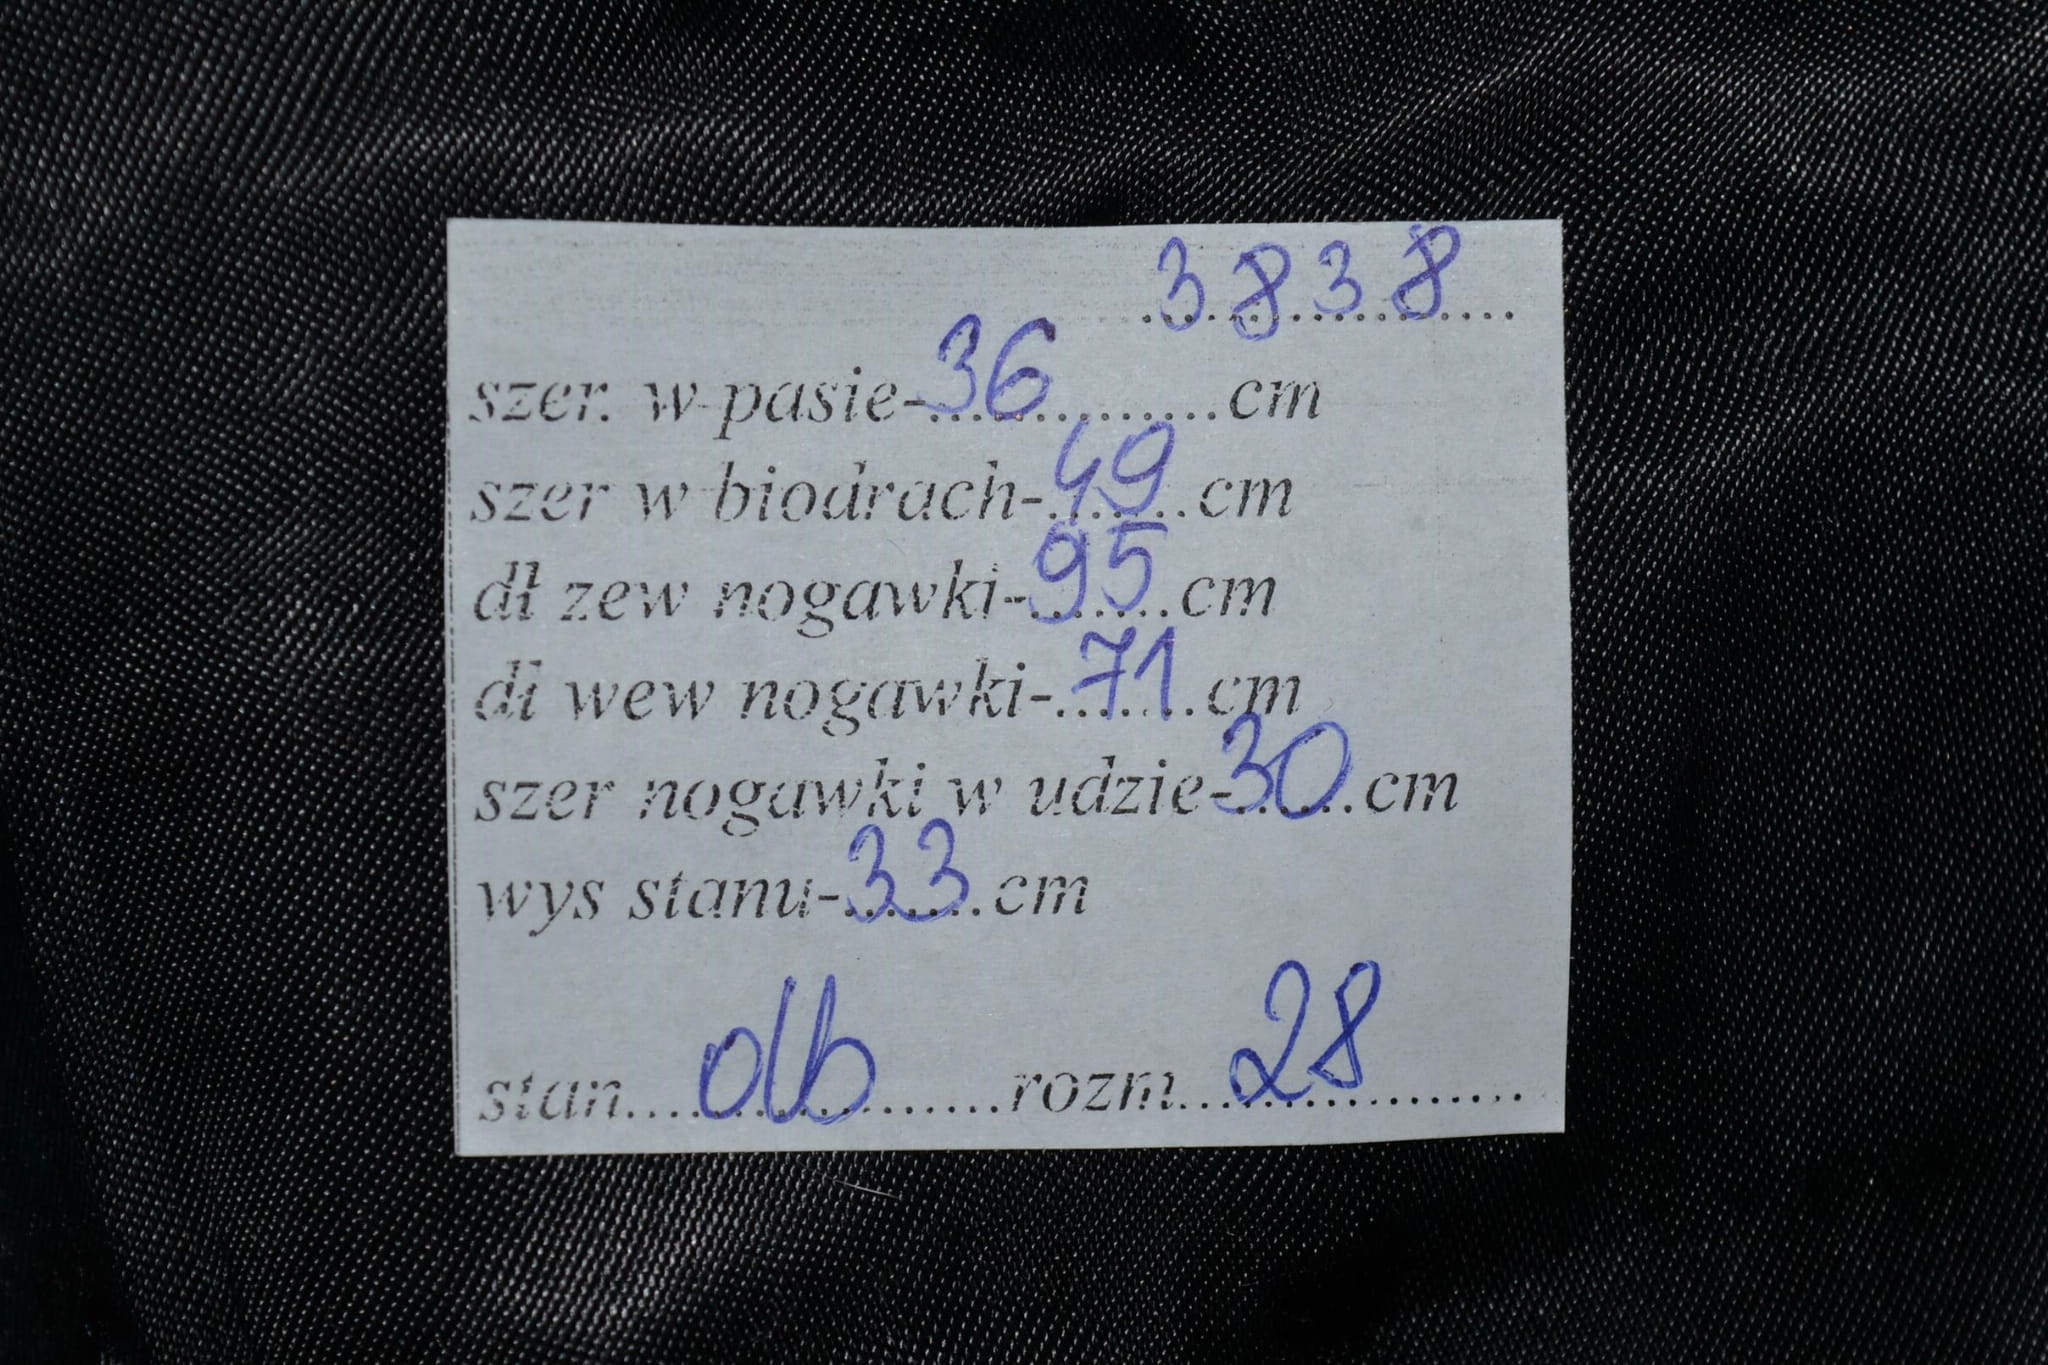 3838
szer. w pasie-36 cm
szer w biodrach-49 cm
dł zew nogawki-95 cm
dł wew nogawki-71 cm
szer nogawki w udzie-30 cm
wys stanu-33 cm
stan db rozm 28